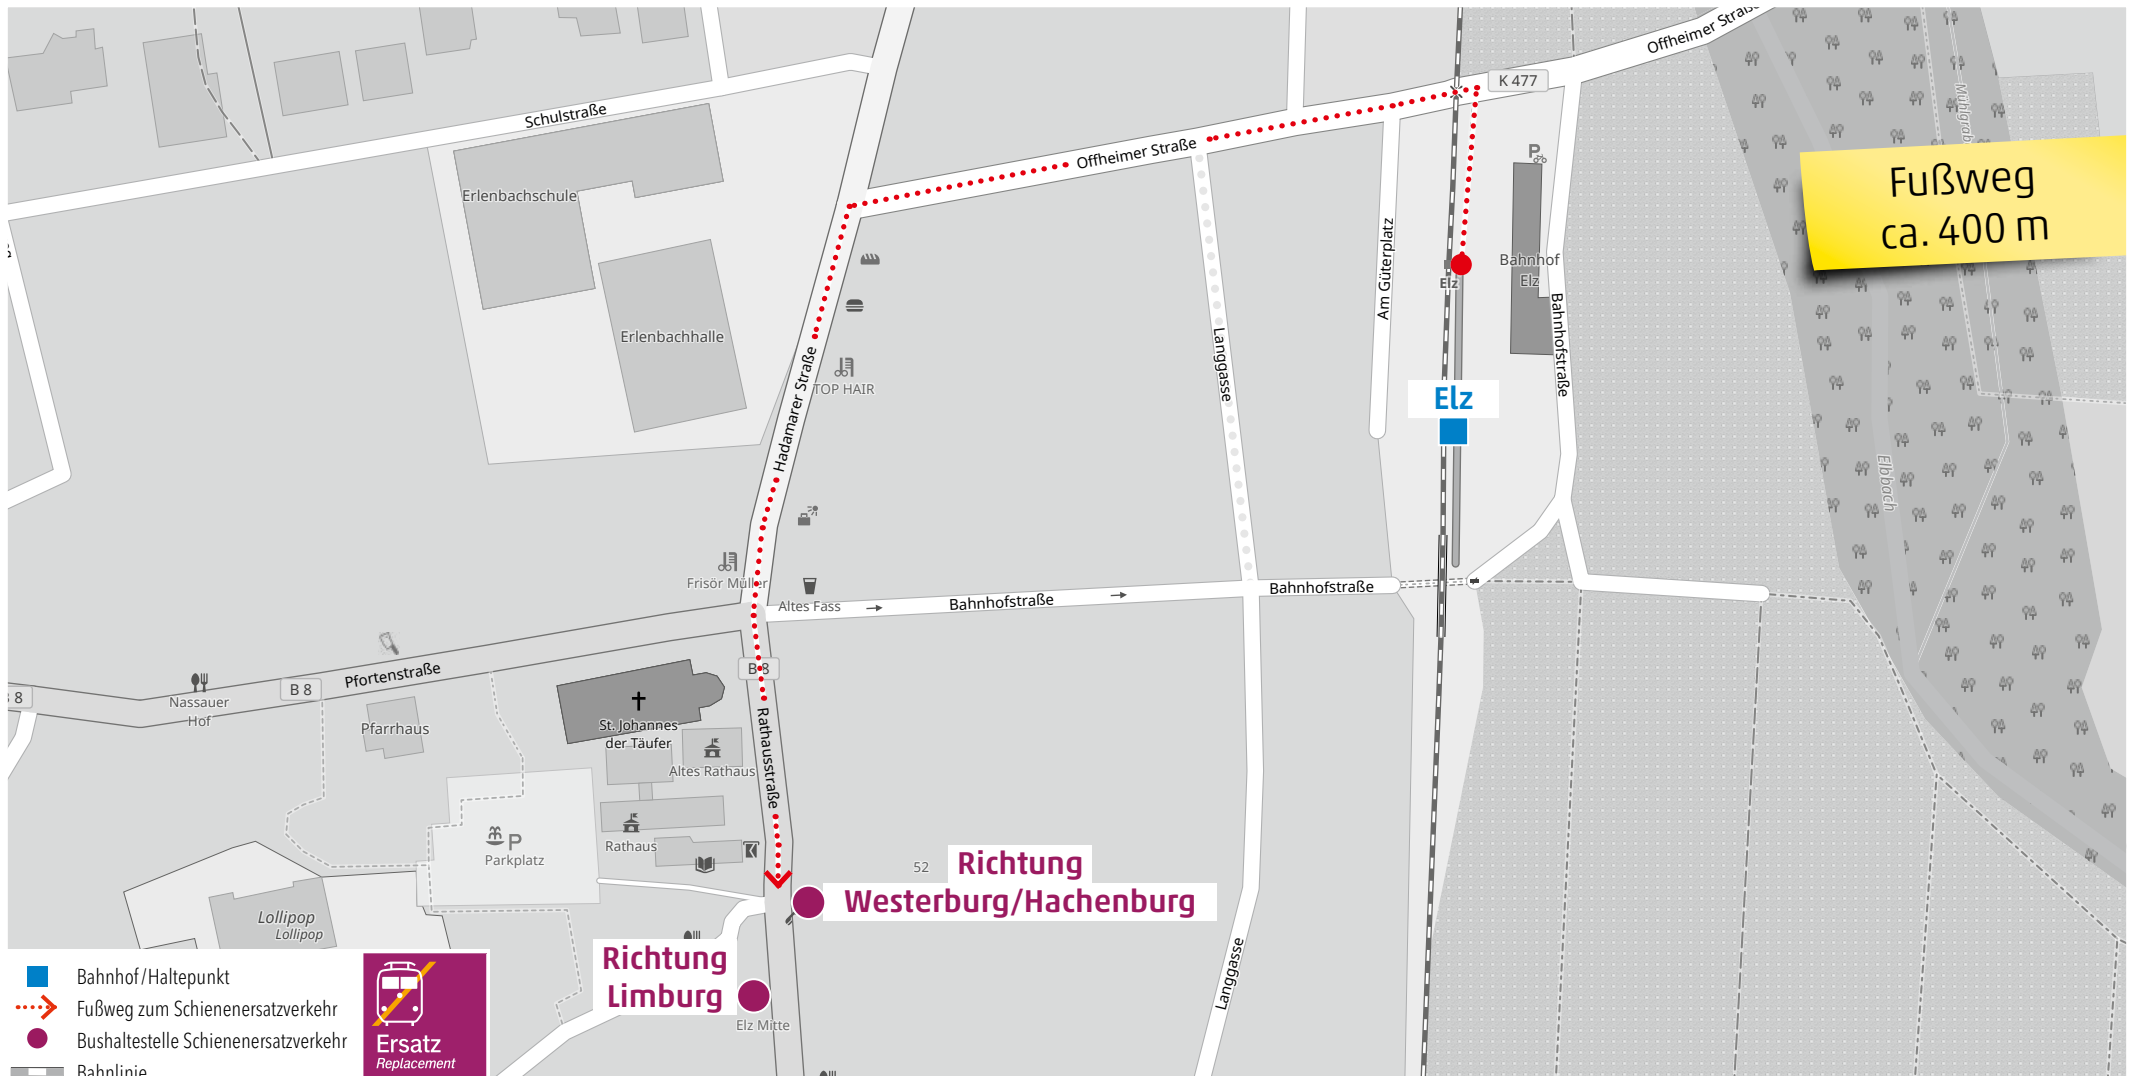 Offheimer Straße
K 477
Schulstraße
Offheimer Straße
Erlenbachschule
Fußweg
ca. 400 m
P
Am Güterplatz
Bahnhof
Elz
Elz
Erlenbachhalle
Langgasse
Bahnhofstraße
Hadamarer Straße
TOP HAIR
Elz
Elbbach
Frisör Müller
Altes Fass
Bahnhofstraße
Bahnhofstraße
B 8
Pfortenstraße
B 8
8
Nassauer
Hof
Pfarrhaus
St. Johannes
der Täufer
Rathausstraße
Altes Rathaus
P
Parkplatz
Rathaus
52
Richtung
Westerburg/Hachenburg
Lollipop
Lollipop
Richtung
Limburg
Elz Mitte
Langgasse
Bahnhof/Haltepunkt
Fußweg zum Schienenersatzverkehr
Bushaltestelle Schienenersatzverkehr
Bahnlinie
Ersatz
Replacement